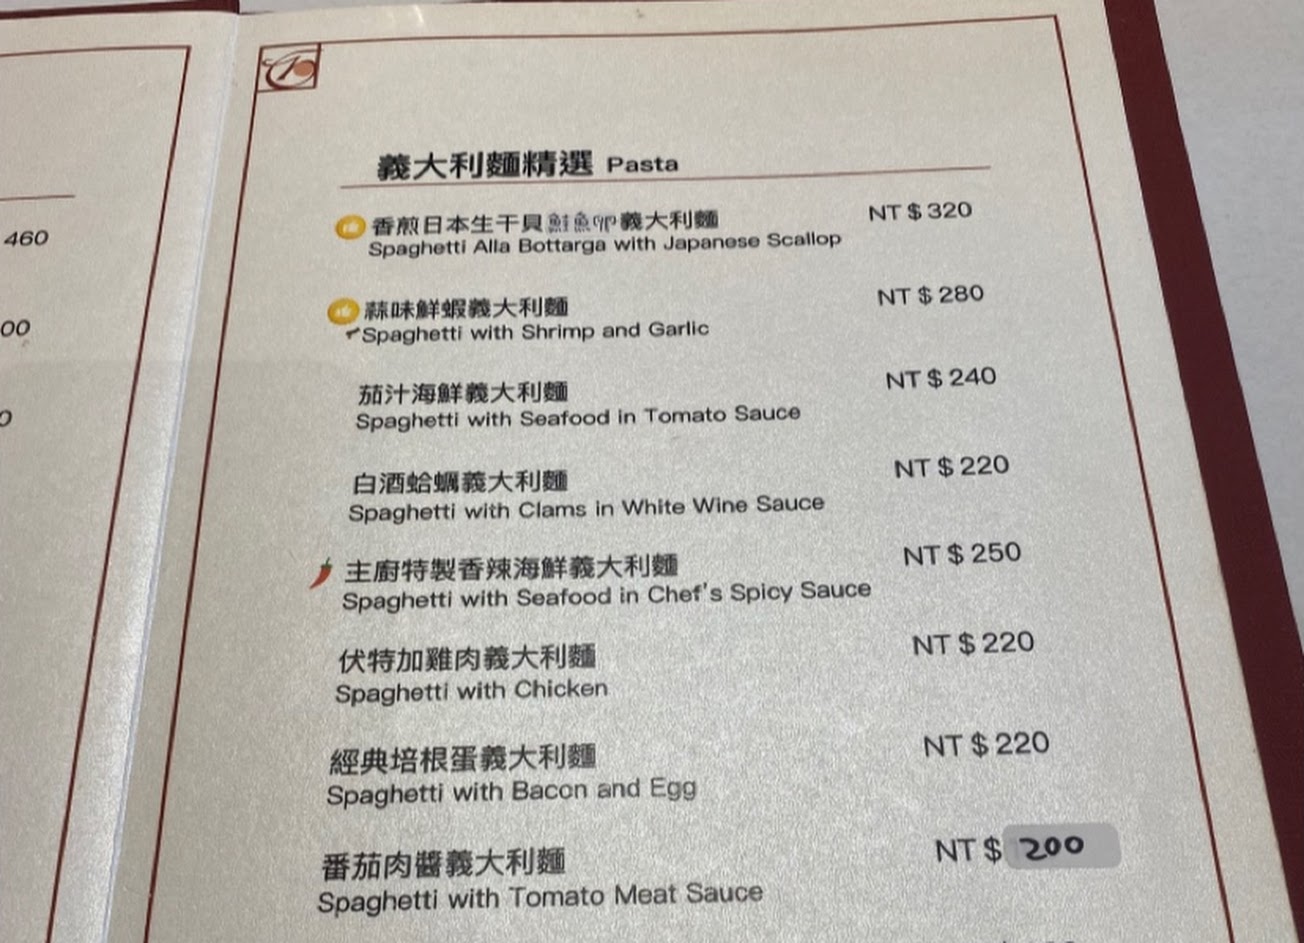 460
00
0
義大利麵精選 Pasta
香煎日本生干貝鮭魚卵義大利麵 NT $ 320
Spaghetti Alla Bottarga with Japanese Scallop
蒜味鮮蝦義大利麵 NT $ 280
Spaghetti with Shrimp and Garlic
茄汁海鮮義大利麵 NT $ 240
Spaghetti with Seafood in Tomato Sauce
白酒蛤蠣義大利麵 NT $ 220
Spaghetti with Clams in White Wine Sauce
主廚特製香辣海鮮義大利麵 NT $ 250
Spaghetti with Seafood in Chef's Spicy Sauce
伏特加雞肉義大利麵 NT $ 220
Spaghetti with Chicken
經典培根蛋義大利麵 NT $ 220
Spaghetti with Bacon and Egg
番茄肉醬義大利麵 NT $ 200
Spaghetti with Tomato Meat Sauce